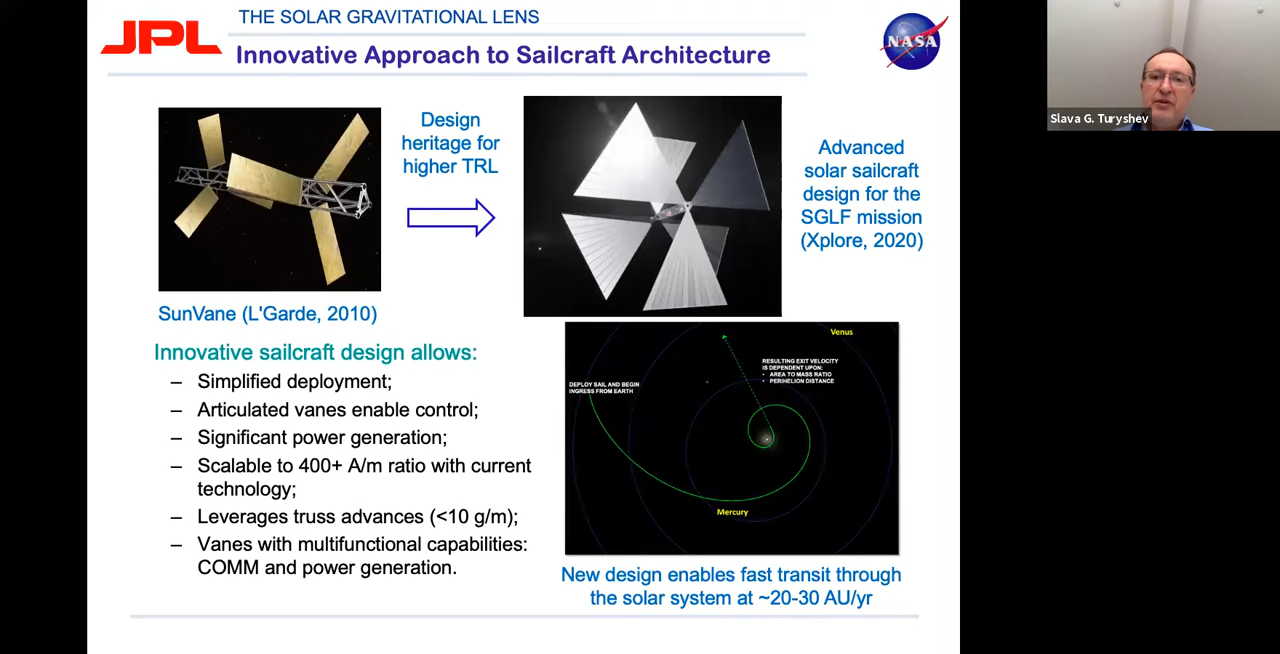 THE SOLAR GRAVITATIONAL LENS
JPL
Innovative Approach to Sailcraft Architecture
NASA
Slava G. Turyshev
Design
heritage for
higher TRL
Advanced
solar sailcraft
design for the
SGLF mission
(Xplore, 2020)
SunVane (L'Garde, 2010)
Innovative sailcraft design allows:
– Simplified deployment;
– Articulated vanes enable control;
– Significant power generation;
– Scalable to 400+ A/m ratio with current
technology;
– Leverages truss advances (<10 g/m);
– Vanes with multifunctional capabilities:
COMM and power generation.
Venus
RESULTING EXIT VELOCITY
IS DEPENDENT UPON:
• AREA TO MASS RATIO
• PERIHELION DISTANCE
DEPLOY SAIL AND BEGIN
INGRESS FROM EARTH
Mercury
New design enables fast transit through
the solar system at ~20-30 AU/yr